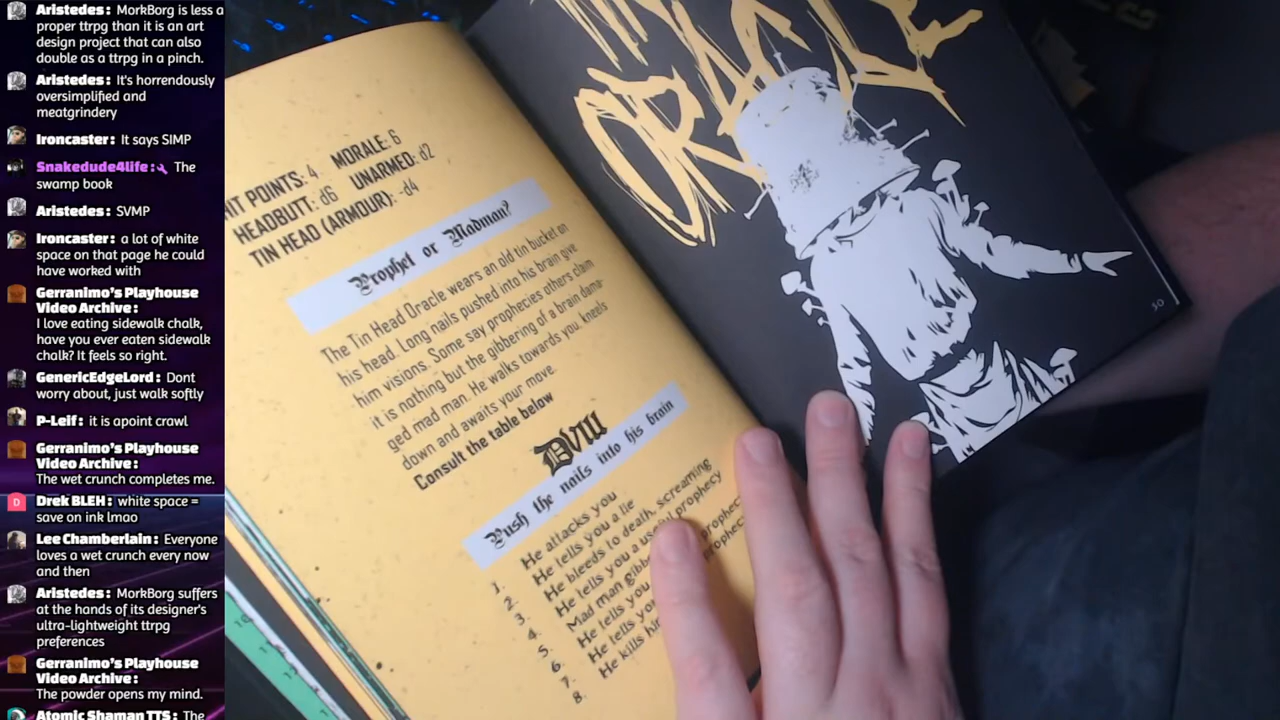 Aristedes: MorkBorg is less a
proper ttrpg than it is an art
design project that can also
double as a ttrpg in a pinch.
Aristedes: It's horrendously
oversimplified and
meatgrindery
Ironcaster: It says SIMP
Snakedude4life: The
swamp book
Aristedes: SVMP
Ironcaster: a lot of white
space on that page he could
have worked with
Gerranimo's Playhouse
Video Archive:
I love eating sidewalk chalk,
have you ever eaten sidewalk
chalk? It feels so right.
GenericEdgeLord: Dont
worry about, just walk softly
P-Leif: it is apoint crawl
Gerranimo's Playhouse
Video Archive:
The wet crunch completes me.
D Drek BLEH: white space =
save on ink lmao
Lee Chamberlain: Everyone
loves a wet crunch every now
and then
Aristedes: MorkBorg suffers
at the hands of its designer's
ultra-lightweight ttrpg
preferences
Gerranimo's Playhouse
Video Archive:
The powder opens my mind.
Atomic Shaman TTS: The
HIT POINTS: 4 MORALE: 6
HEADBUTT: d6 UNARMED: d2
TIN HEAD (ARMOUR): -d4
Prophet or Madman?
The Tin Head Oracle wears an old tin bucket on
his head. Long nails pushed into his brain give
him visions. Some say prophecies others claim
it is nothing but the gibbering of a brain dama-
ged mad man. He walks towards you, kneels
down and awaits your move.
Consult the table below
DVIII
Push the nails into his brain
1. He attacks you
2. He tells you a lie
3. He bleeds to death, screaming
4. He tells you a prophecy
5. Mad man
6. He tells you
7. He tells
8. He kills
ORACLE
50